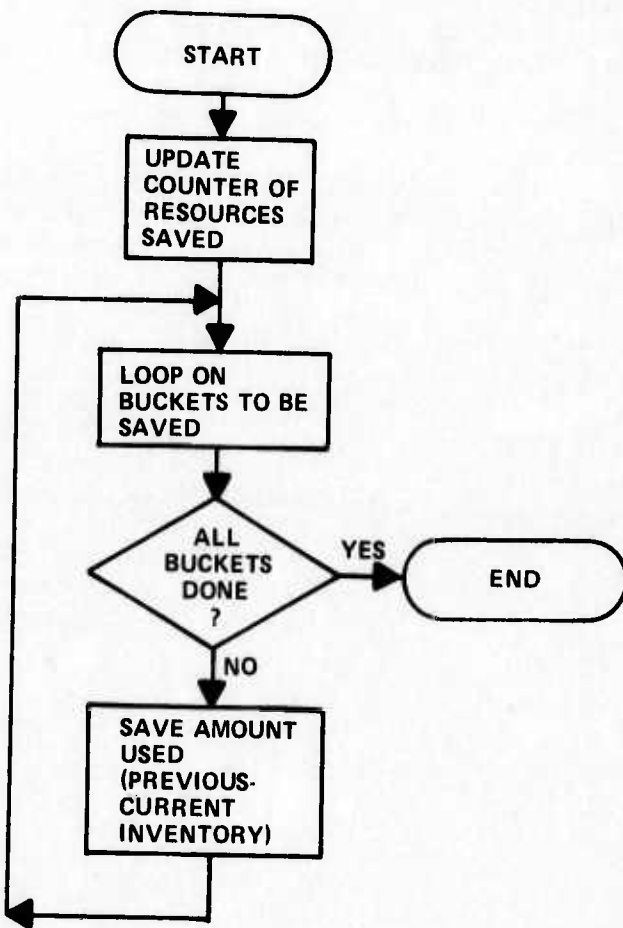 START
UPDATE
COUNTER OF
RESOURCES
SAVED
LOOP ON
BUCKETS TO BE
SAVED
ALL
BUCKETS
DONE
?
YES
END
NO
SAVE AMOUNT
USED
(PREVIOUS-
CURRENT
INVENTORY)